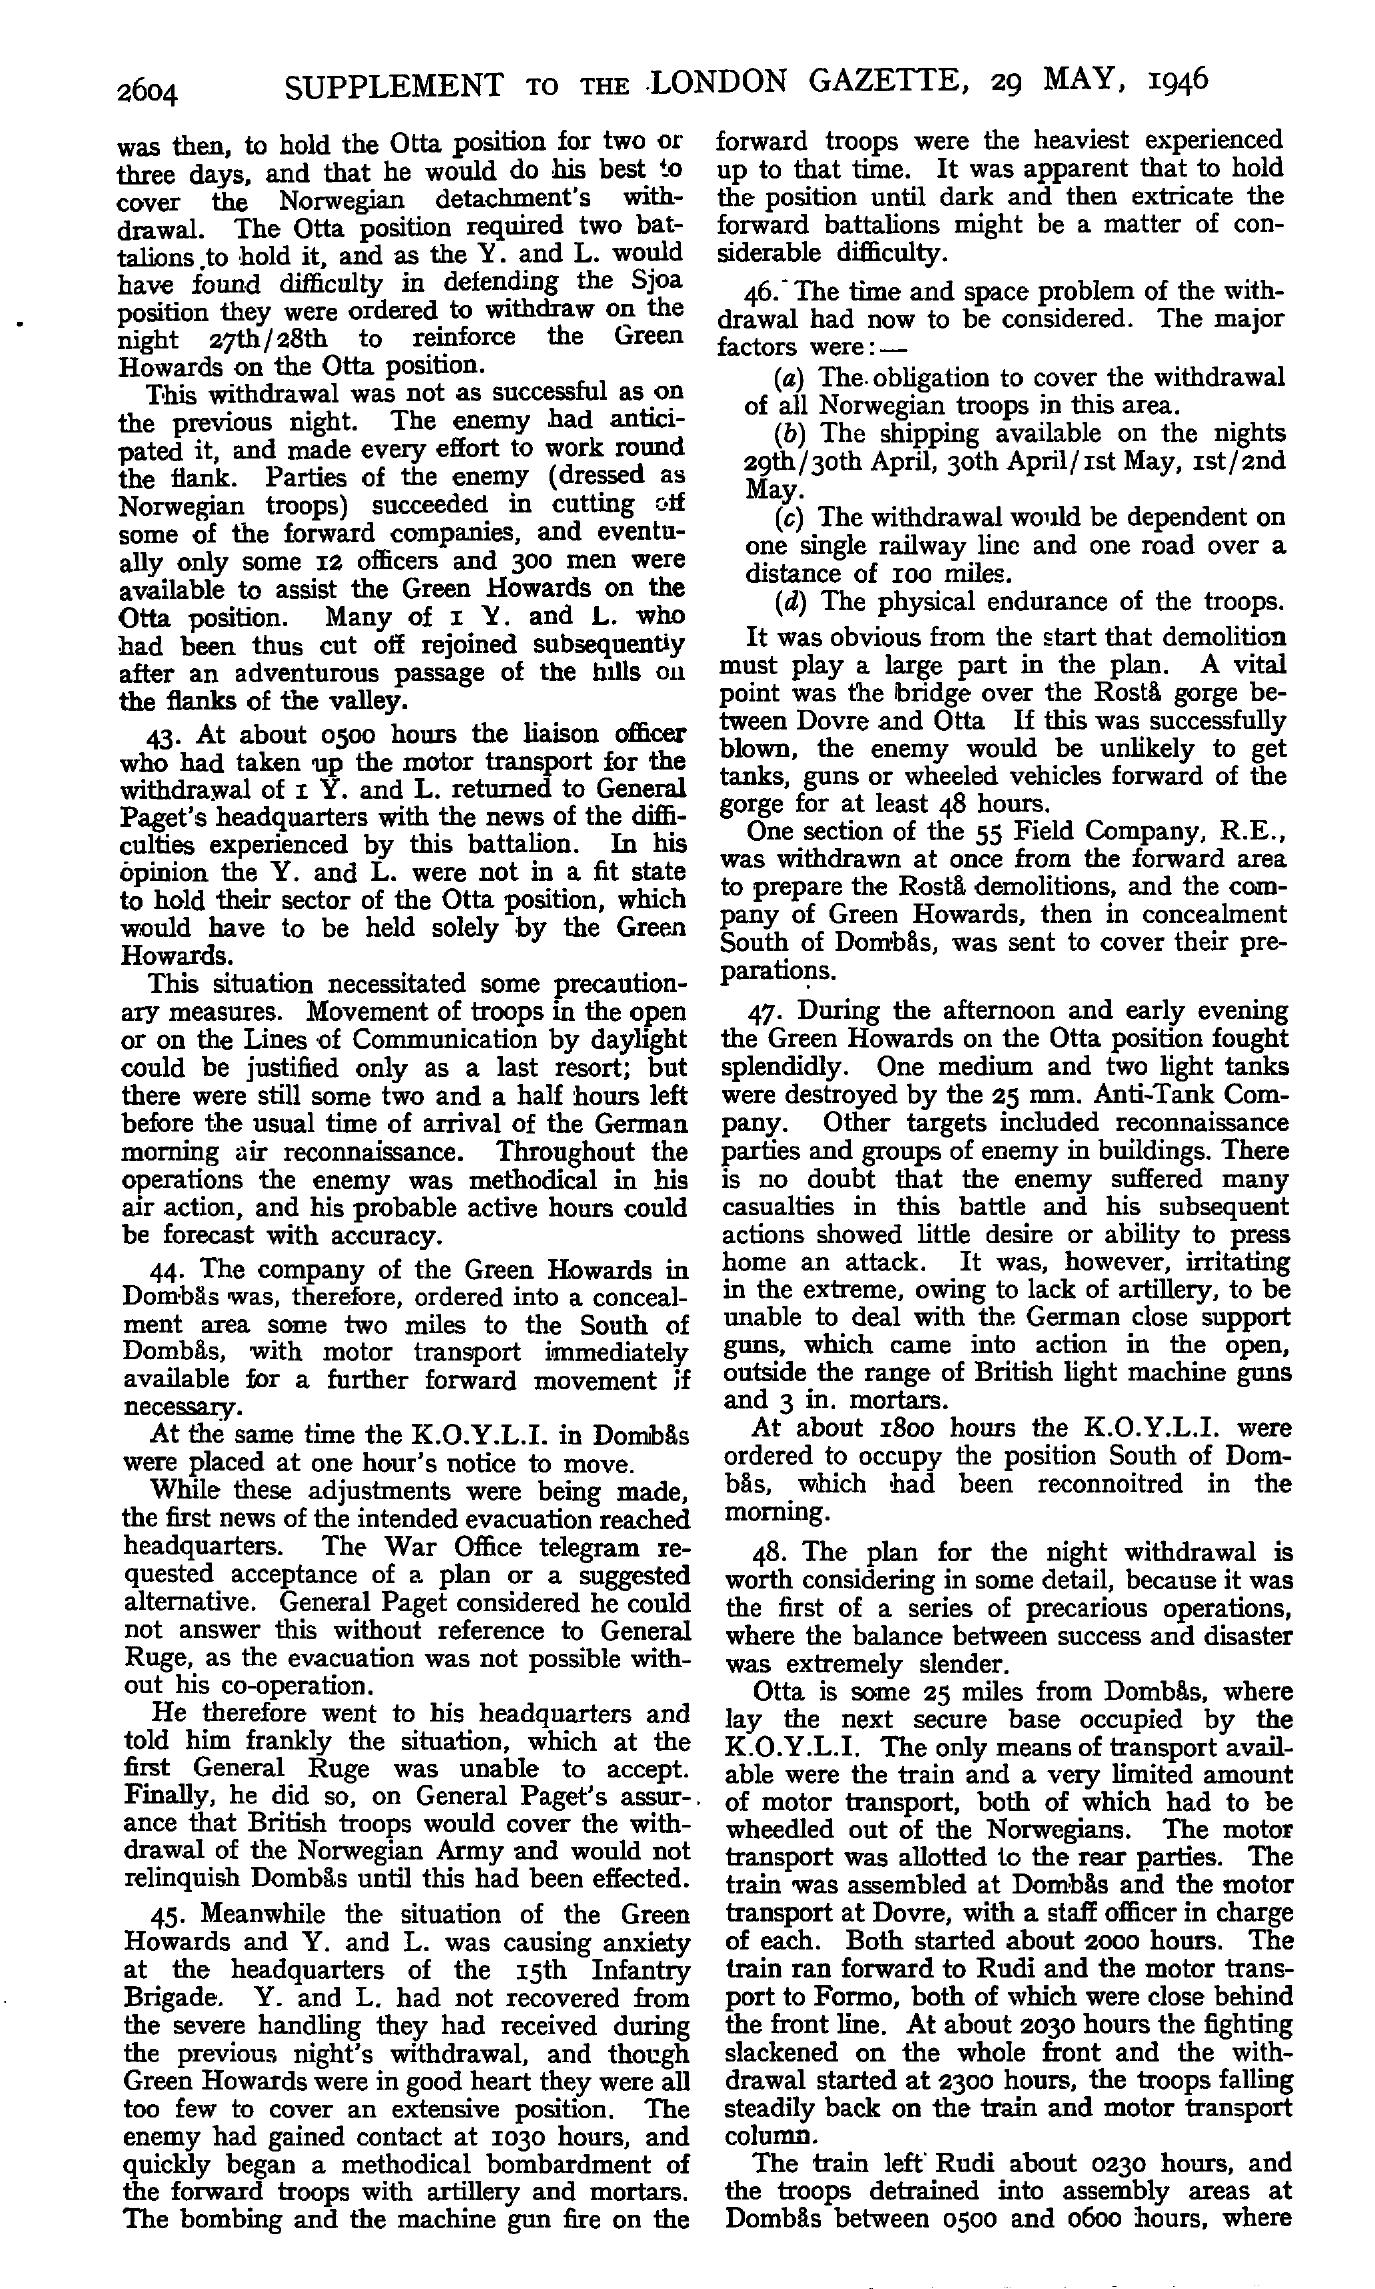 2604 SUPPLEMENT TO THE LONDON GAZETTE, 29 MAY, 1946
was then, to hold the Otta position for two or
three days, and that he would do his best to
cover the Norwegian detachment's with-
drawal. The Otta position required two bat-
talions to hold it, and as the Y. and L. would
have found difficulty in defending the Sjoa
position they were ordered to withdraw on the
night 27th/28th to reinforce the Green
Howards on the Otta position.
This withdrawal was not as successful as on
the previous night. The enemy had antici-
pated it, and made every effort to work round
the flank. Parties of the enemy (dressed as
Norwegian troops) succeeded in cutting off
some of the forward companies, and eventu-
ally only some 12 officers and 300 men were
available to assist the Green Howards on the
Otta position. Many of 1 Y. and L. who
had been thus cut off rejoined subsequently
after an adventurous passage of the hills on
the flanks of the valley.
43. At about 0500 hours the liaison officer
who had taken up the motor transport for the
withdrawal of 1 Y. and L. returned to General
Paget's headquarters with the news of the diffi-
culties experienced by this battalion. In his
opinion the Y. and L. were not in a fit state
to hold their sector of the Otta position, which
would have to be held solely by the Green
Howards.
This situation necessitated some precaution-
ary measures. Movement of troops in the open
or on the Lines of Communication by daylight
could be justified only as a last resort; but
there were still some two and a half hours left
before the usual time of arrival of the German
morning air reconnaissance. Throughout the
operations the enemy was methodical in his
air action, and his probable active hours could
be forecast with accuracy.
44. The company of the Green Howards in
Dombås was, therefore, ordered into a conceal-
ment area some two miles to the South of
Dombås, with motor transport immediately
available for a further forward movement if
necessary.
At the same time the K.O.Y.L.I. in Dombås
were placed at one hour's notice to move.
While these adjustments were being made,
the first news of the intended evacuation reached
headquarters. The War Office telegram re-
quested acceptance of a plan or a suggested
alternative. General Paget considered he could
not answer this without reference to General
Ruge, as the evacuation was not possible with-
out his co-operation.
He therefore went to his headquarters and
told him frankly the situation, which at the
first General Ruge was unable to accept.
Finally, he did so, on General Paget's assur-
ance that British troops would cover the with-
drawal of the Norwegian Army and would not
relinquish Dombås until this had been effected.
45. Meanwhile the situation of the Green
Howards and Y. and L. was causing anxiety
at the headquarters of the 15th Infantry
Brigade. Y. and L. had not recovered from
the severe handling they had received during
the previous night's withdrawal, and though
Green Howards were in good heart they were all
too few to cover an extensive position. The
enemy had gained contact at 1030 hours, and
quickly began a methodical bombardment of
the forward troops with artillery and mortars.
The bombing and the machine gun fire on the
forward troops were the heaviest experienced
up to that time. It was apparent that to hold
the position until dark and then extricate the
forward battalions might be a matter of con-
siderable difficulty.
46. The time and space problem of the with-
drawal had now to be considered. The major
factors were:—
(a) The obligation to cover the withdrawal
of all Norwegian troops in this area.
(b) The shipping available on the nights
29th/30th April, 30th April/1st May, 1st/2nd
May.
(c) The withdrawal would be dependent on
one single railway line and one road over a
distance of 100 miles.
(d) The physical endurance of the troops.
It was obvious from the start that demolition
must play a large part in the plan. A vital
point was the bridge over the Rostå gorge be-
tween Dovre and Otta If this was successfully
blown, the enemy would be unlikely to get
tanks, guns or wheeled vehicles forward of the
gorge for at least 48 hours.
One section of the 55 Field Company, R.E.,
was withdrawn at once from the forward area
to prepare the Rostå demolitions, and the com-
pany of Green Howards, then in concealment
South of Dombås, was sent to cover their pre-
parations.
47. During the afternoon and early evening
the Green Howards on the Otta position fought
splendidly. One medium and two light tanks
were destroyed by the 25 mm. Anti-Tank Com-
pany. Other targets included reconnaissance
parties and groups of enemy in buildings. There
is no doubt that the enemy suffered many
casualties in this battle and his subsequent
actions showed little desire or ability to press
home an attack. It was, however, irritating
in the extreme, owing to lack of artillery, to be
unable to deal with the German close support
guns, which came into action in the open,
outside the range of British light machine guns
and 3 in. mortars.
At about 1800 hours the K.O.Y.L.I. were
ordered to occupy the position South of Dom-
bås, which had been reconnoitred in the
morning.
48. The plan for the night withdrawal is
worth considering in some detail, because it was
the first of a series of precarious operations,
where the balance between success and disaster
was extremely slender.
Otta is some 25 miles from Dombås, where
lay the next secure base occupied by the
K.O.Y.L.I. The only means of transport avail-
able were the train and a very limited amount
of motor transport, both of which had to be
wheedled out of the Norwegians. The motor
transport was allotted to the rear parties. The
train was assembled at Dombås and the motor
transport at Dovre, with a staff officer in charge
of each. Both started about 2000 hours. The
train ran forward to Rudi and the motor trans-
port to Formo, both of which were close behind
the front line. At about 2030 hours the fighting
slackened on the whole front and the with-
drawal started at 2300 hours, the troops falling
steadily back on the train and motor transport
column.
The train left Rudi about 0230 hours, and
the troops detrained into assembly areas at
Dombås between 0500 and 0600 hours, where